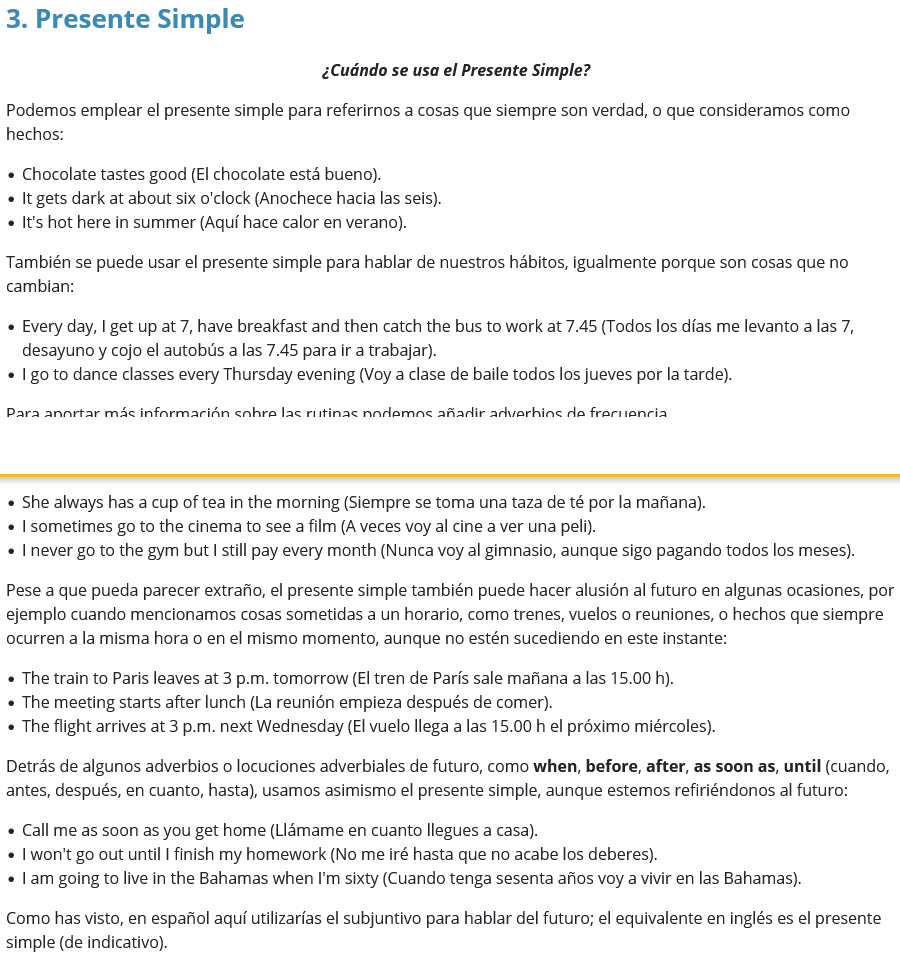 3. Presente Simple
¿Cuándo se usa el Presente Simple?
Podemos emplear el presente simple para referirnos a cosas que siempre son verdad, o que consideramos como
hechos:
• Chocolate tastes good (El chocolate está bueno).
• It gets dark at about six o'clock (Anochece hacia las seis).
• It's hot here in summer (Aquí hace calor en verano).
También se puede usar el presente simple para hablar de nuestros hábitos, igualmente porque son cosas que no
cambian:
• Every day, I get up at 7, have breakfast and then catch the bus to work at 7.45 (Todos los días me levanto a las 7,
desayuno y cojo el autobús a las 7.45 para ir a trabajar).
• I go to dance classes every Thursday evening (Voy a clase de baile todos los jueves por la tarde).
Para aportar más información sobre las rutinas podemos añadir adverbios de frecuencia
• She always has a cup of tea in the morning (Siempre se toma una taza de té por la mañana).
• I sometimes go to the cinema to see a film (A veces voy al cine a ver una peli).
• I never go to the gym but I still pay every month (Nunca voy al gimnasio, aunque sigo pagando todos los meses).
Pese a que pueda parecer extraño, el presente simple también puede hacer alusión al futuro en algunas ocasiones, por
ejemplo cuando mencionamos cosas sometidas a un horario, como trenes, vuelos o reuniones, o hechos que siempre
ocurren a la misma hora o en el mismo momento, aunque no estén sucediendo en este instante:
• The train to Paris leaves at 3 p.m. tomorrow (El tren de París sale mañana a las 15.00 h).
• The meeting starts after lunch (La reunión empieza después de comer).
• The flight arrives at 3 p.m. next Wednesday (El vuelo llega a las 15.00 h el próximo miércoles).
Detrás de algunos adverbios o locuciones adverbiales de futuro, como when, before, after, as soon as, until (cuando,
antes, después, en cuanto, hasta), usamos asimismo el presente simple, aunque estemos refiriéndonos al futuro:
• Call me as soon as you get home (Llámame en cuanto llegues a casa).
• I won't go out until I finish my homework (No me iré hasta que no acabe los deberes).
• I am going to live in the Bahamas when I'm sixty (Cuando tenga sesenta años voy a vivir en las Bahamas).
Como has visto, en español aquí utilizarías el subjuntivo para hablar del futuro; el equivalente en inglés es el presente
simple (de indicativo).